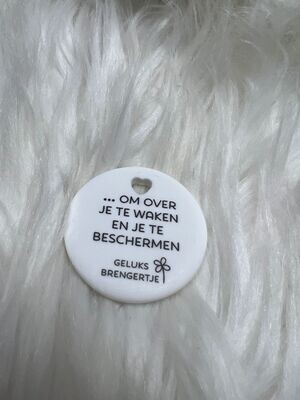 ... OM OVER
JE TE WAKEN
EN JE TE
BESCHERMEN
GELUKS
BRENGERTJE